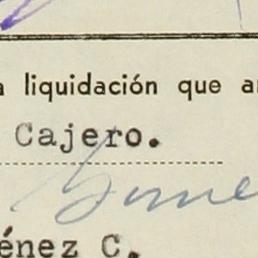 a liquidación que
Cajero.
énez C.